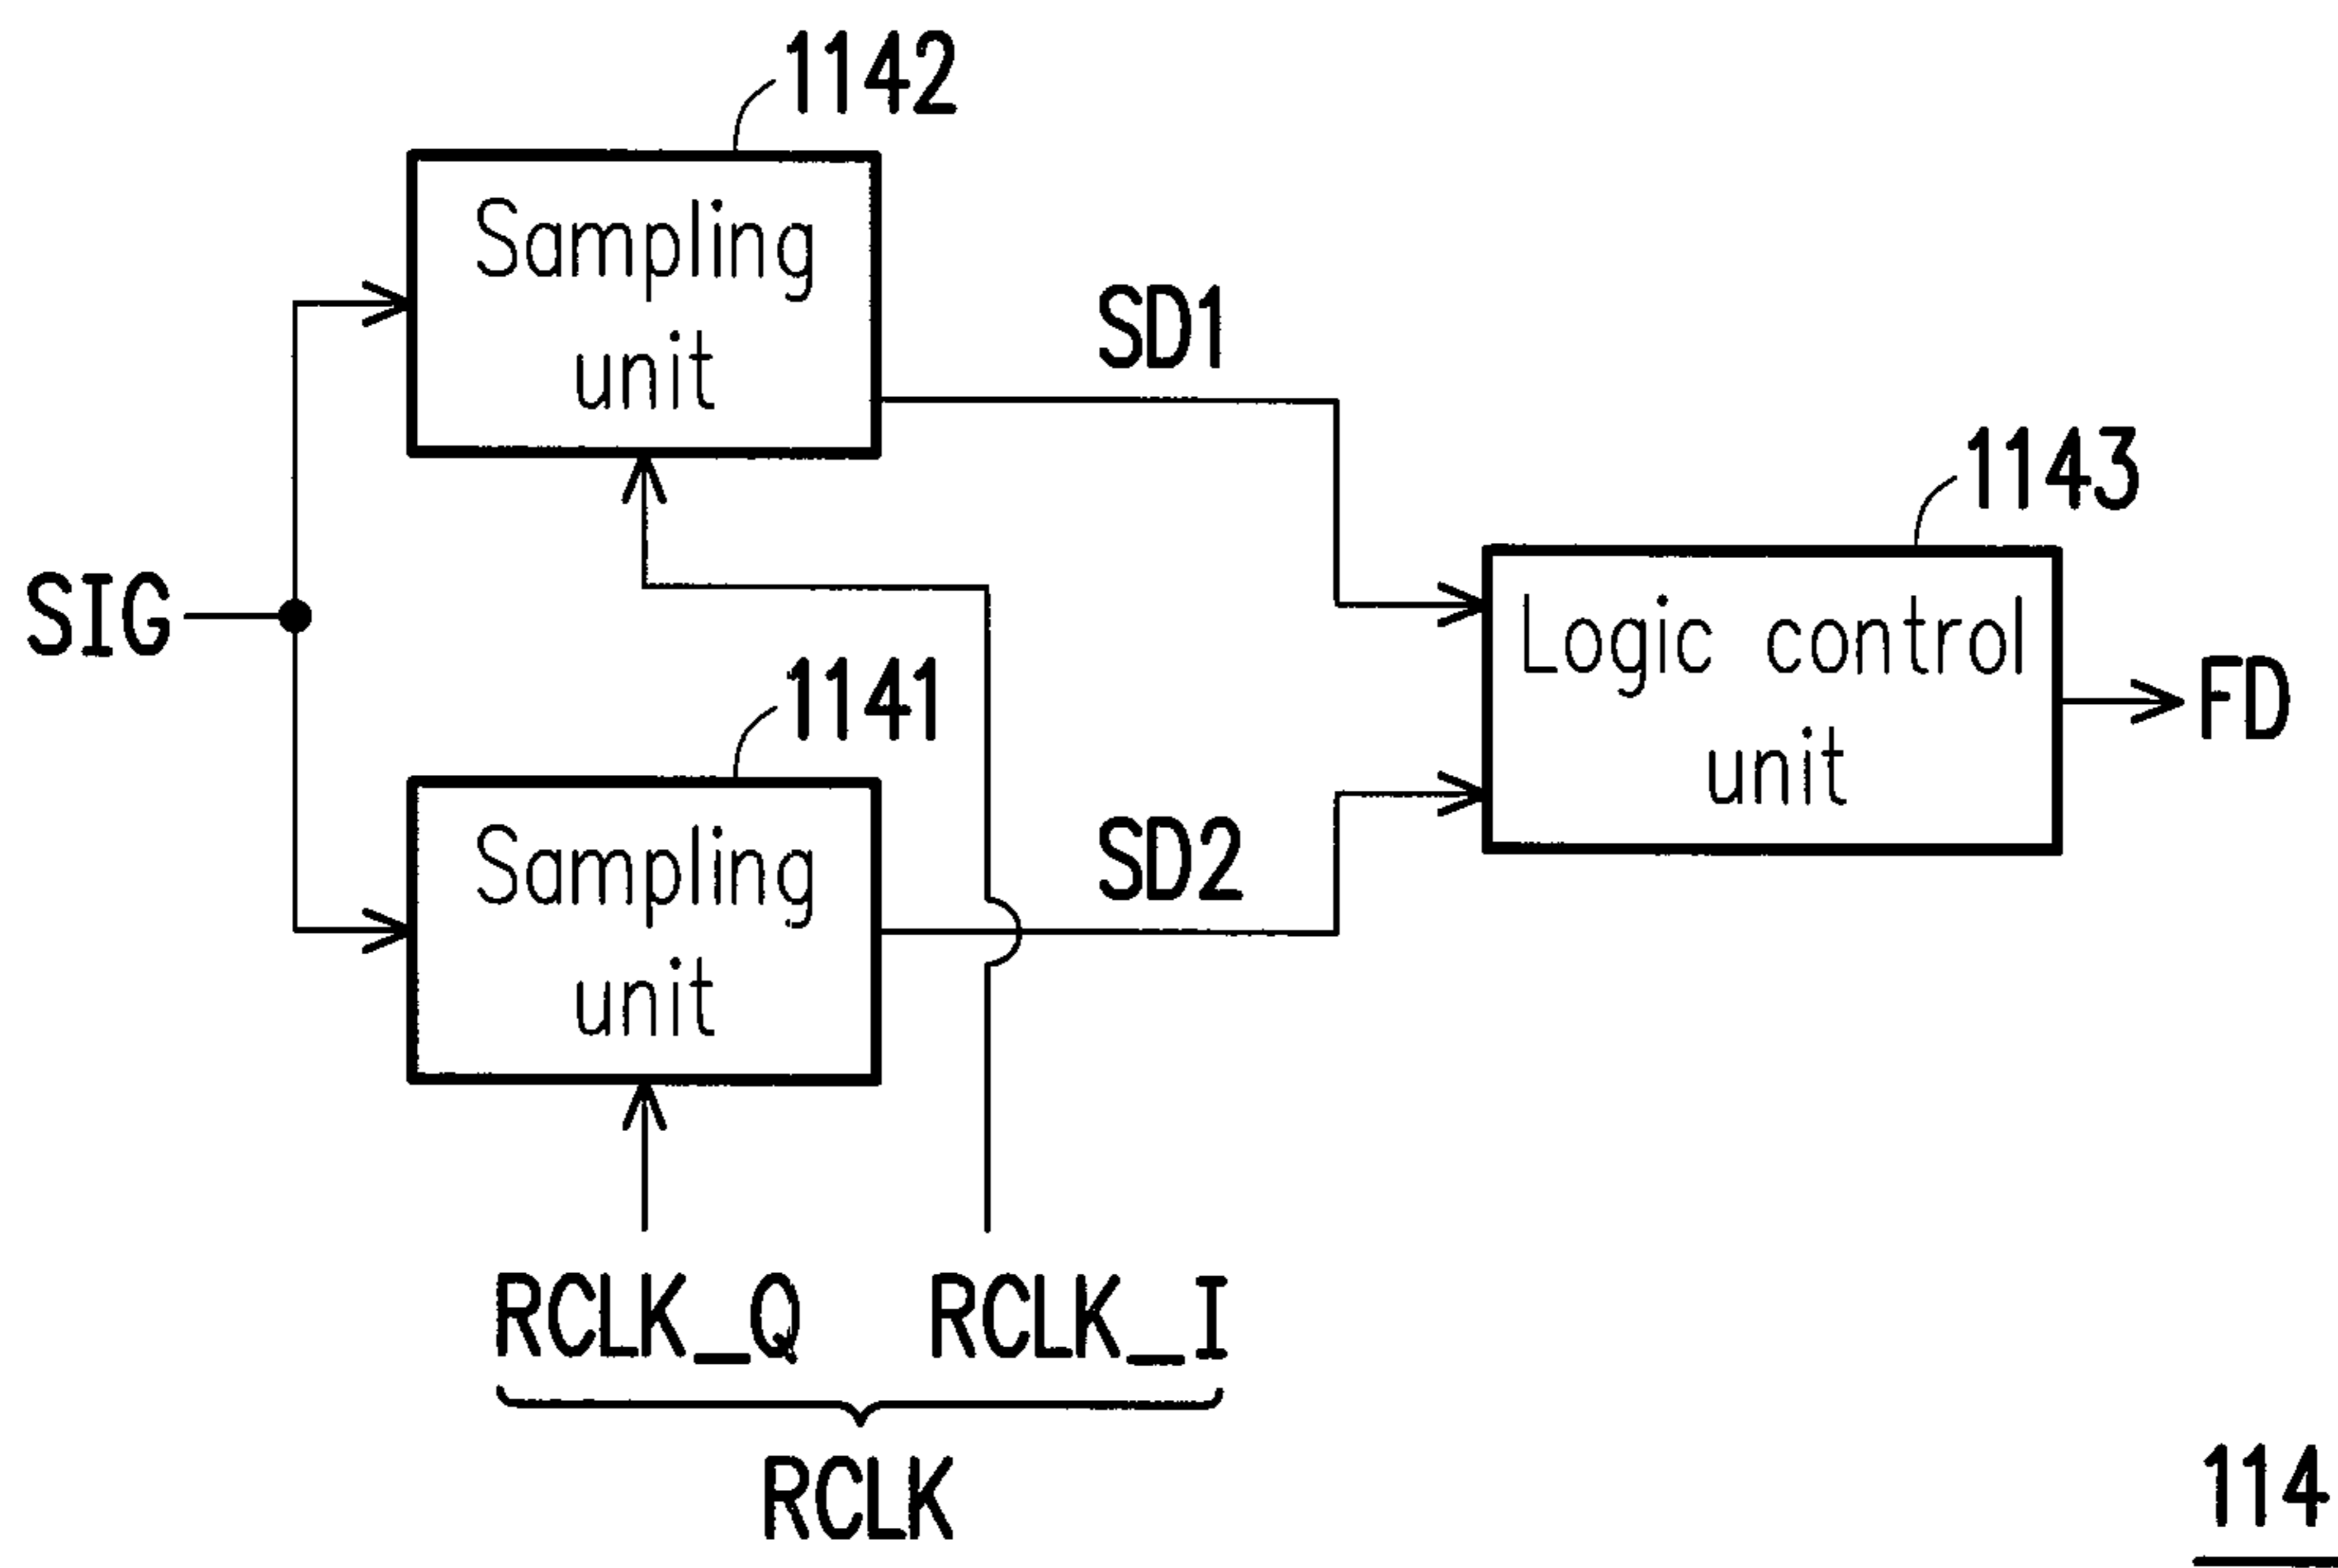 1142
Sampling
unit
SD1
1143
SIG
Logic control
unit
FD
1141
Sampling
unit
SD2
RCLK_Q
RCLK_I
RCLK
114